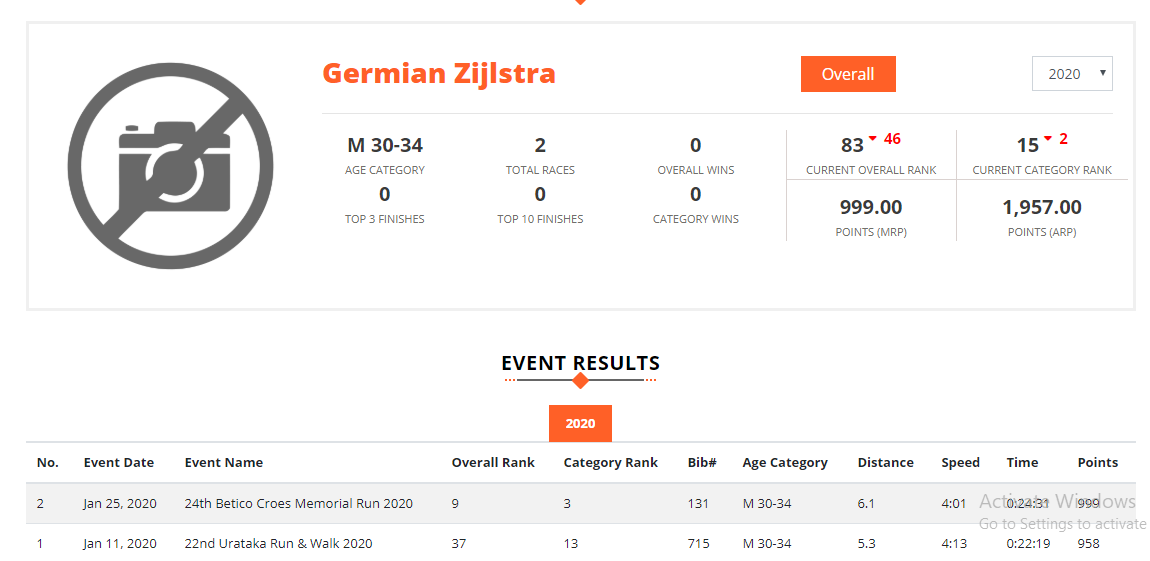 Germian Zijlstra
Overall
2020
M 30-34
AGE CATEGORY
2
TOTAL RACES
0
OVERALL WINS
83 46
CURRENT OVERALL RANK
15 2
CURRENT CATEGORY RANK
0
TOP 3 FINISHES
0
TOP 10 FINISHES
0
CATEGORY WINS
999.00
POINTS (MRP)
1,957.00
POINTS (ARP)
EVENT RESULTS
2020
No. Event Date Event Name Overall Rank Category Rank Bib# Age Category Distance Speed Time Points
2 Jan 25, 2020 24th Betico Croes Memorial Run 2020 9 3 131 M 30-34 6.1 4:01 0:24:31 999
1 Jan 11, 2020 22nd Urataka Run & Walk 2020 37 13 715 M 30-34 5.3 4:13 0:22:19 958
Activate Windows
Go to Settings to activate